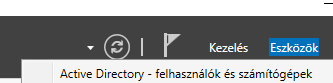 Kezelés Eszközök
Active Directory - felhasználók és számítógépek